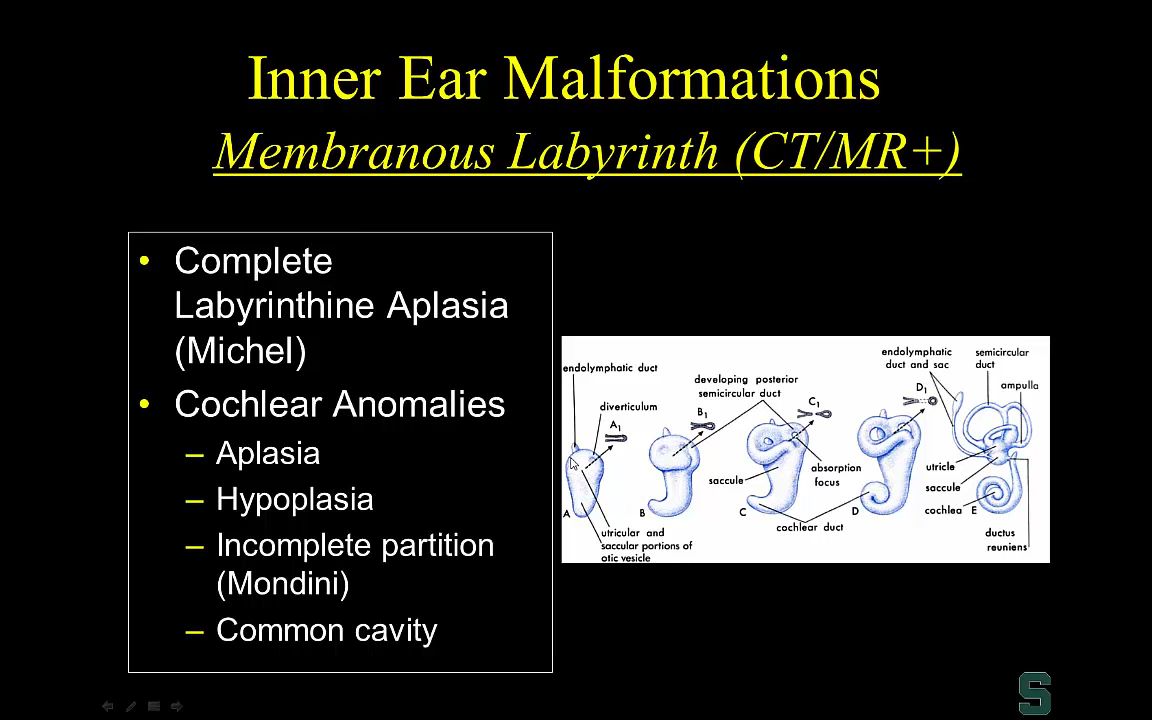 Inner Ear Malformations
Membranous Labyrinth (CT/MR+)
• Complete
Labyrinthine Aplasia
(Michel)
• Cochlear Anomalies
– Aplasia
– Hypoplasia
– Incomplete partition
(Mondini)
– Common cavity
endolymphatic duct
diverticulum
A1
A
utricular and
saccular portions of
otic vesicle
developing posterior
semicircular duct
B1
B
C1
saccule
absorption
focus
C
cochlear duct
D
endolymphatic
duct and sac
D1
semicircular
duct
ampulla
utricle
saccule
cochlea E
ductus
reuniens
S